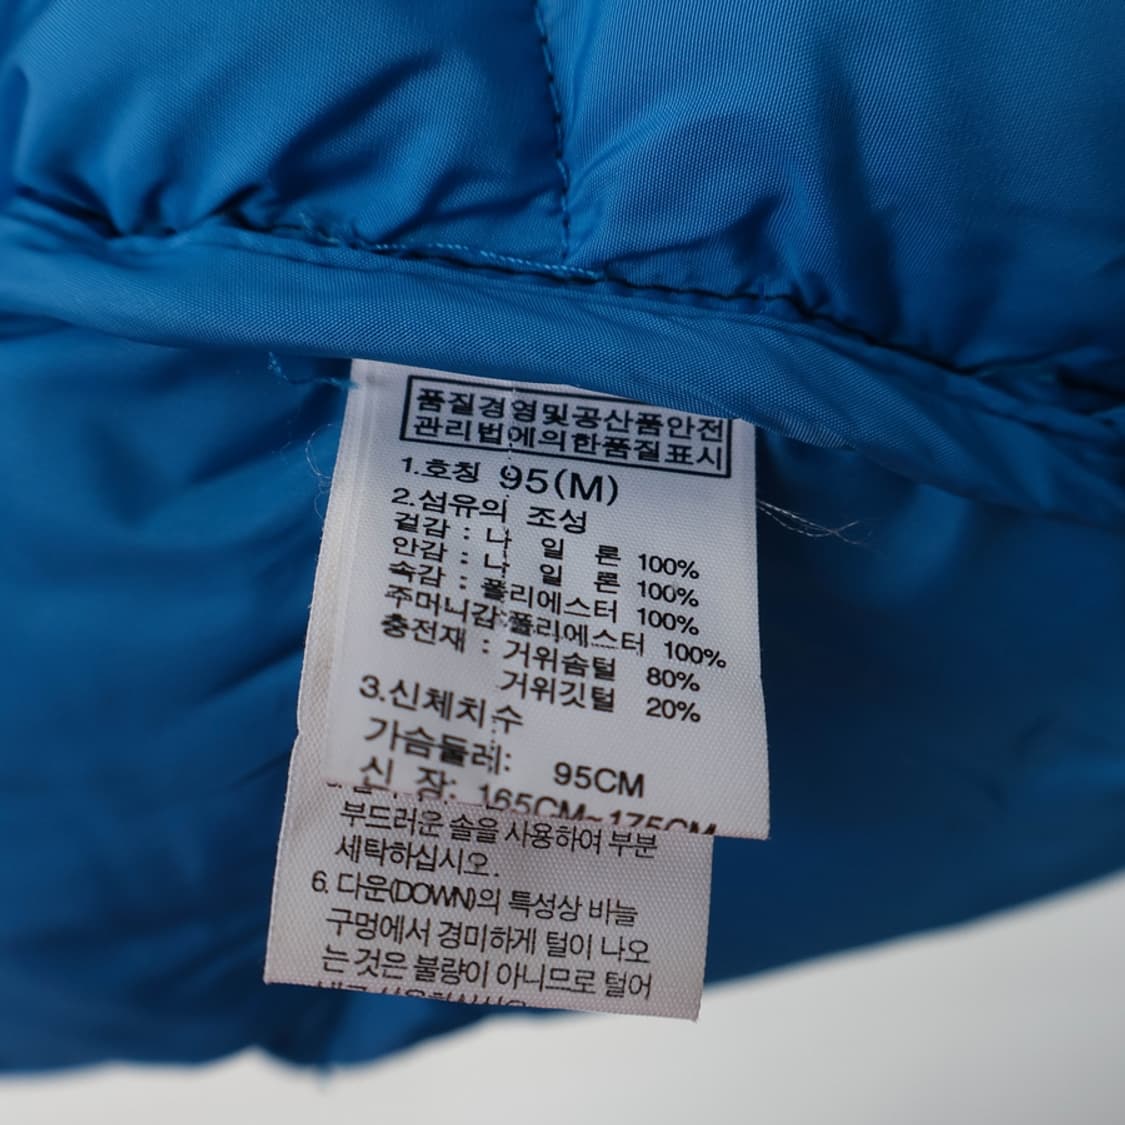 품질경영및공산품안전
관리법에의한품질표시
1.호칭 95(M)
2.섬유의 조성
겉감 : 나 일 론 100%
안감 : 나 일 론 100%
속감 : 폴리에스터 100%
주머니감:폴리에스터 100%
충전재 : 거위솜털 80%
거위깃털 20%
3.신체치수
가슴둘레: 95CM
신 장: 165CM~175CM
부드러운 솔을 사용하여 부분
세탁하십시오.
6. 다운(DOWN)의 특성상 바늘
구멍에서 경미하게 털이 나오
는 것은 불량이 아니므로 털어